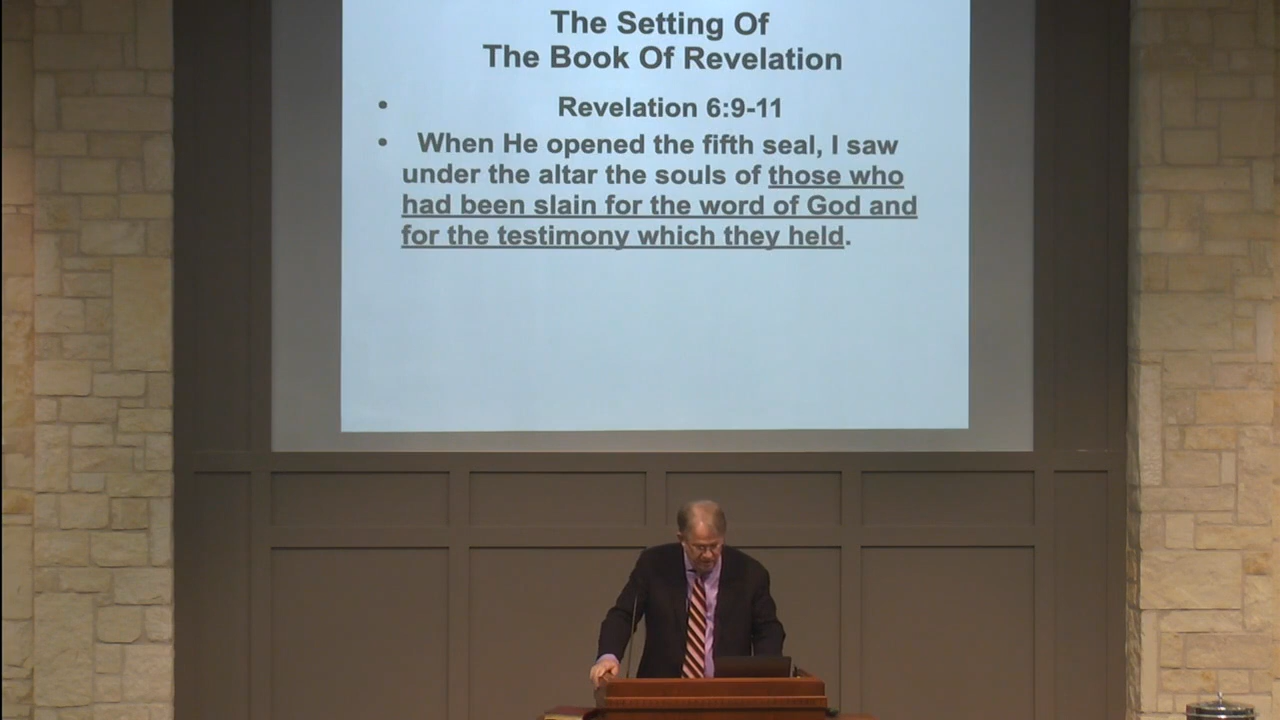 The Setting Of
The Book Of Revelation
• Revelation 6:9-11
• When He opened the fifth seal, I saw
under the altar the souls of those who
had been slain for the word of God and
for the testimony which they held.